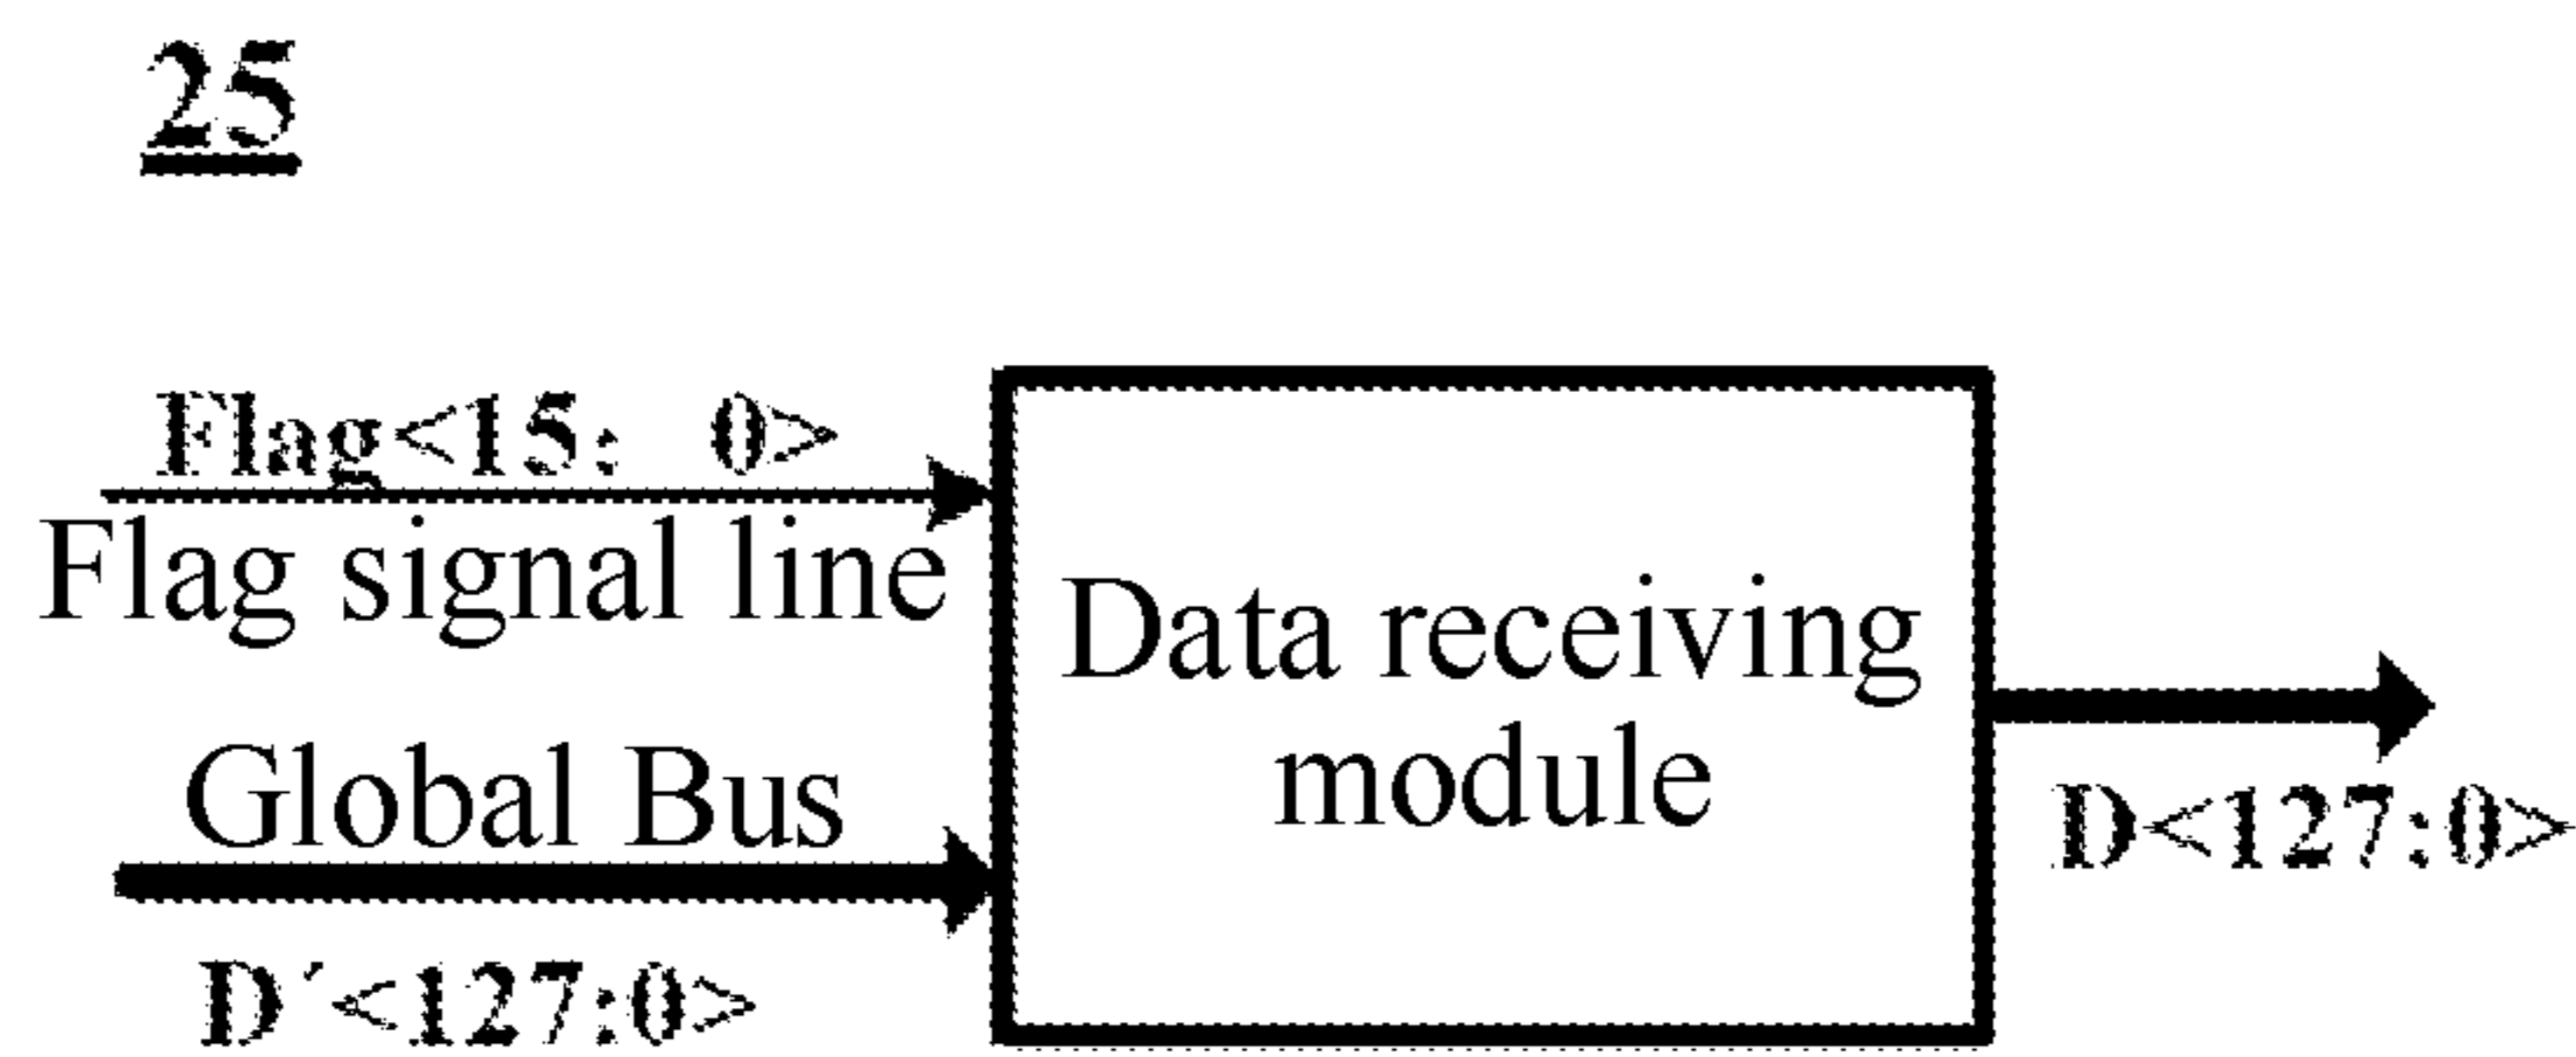 25
Flag<15: 0>
Flag signal line
Global Bus
D´<127:0>
Data receiving
module
D<127:0>